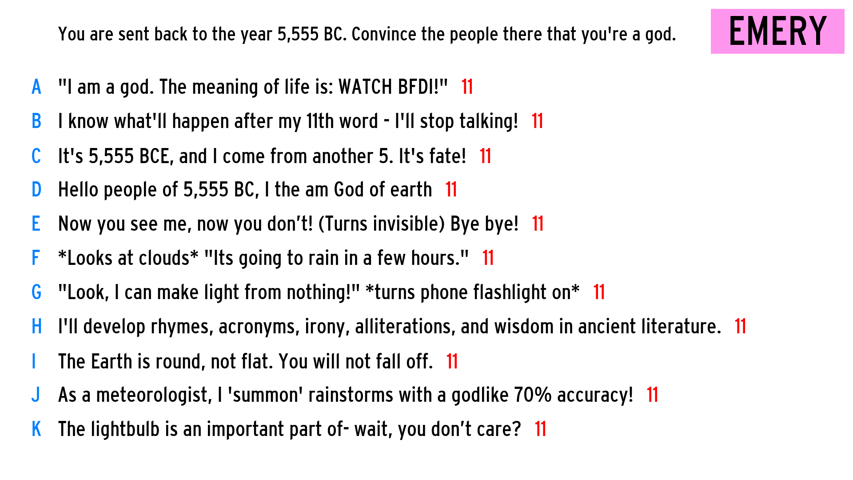 You are sent back to the year 5,555 BC. Convince the people there that you're a god.
EMERY
A "I am a god. The meaning of life is: WATCH BFDI!" 11
B I know what'll happen after my 11th word - I'll stop talking! 11
C It's 5,555 BCE, and I come from another 5. It's fate! 11
D Hello people of 5,555 BC, I the am God of earth 11
E Now you see me, now you don’t! (Turns invisible) Bye bye! 11
F *Looks at clouds* "Its going to rain in a few hours." 11
G "Look, I can make light from nothing!" *turns phone flashlight on* 11
H I'll develop rhymes, acronyms, irony, alliterations, and wisdom in ancient literature. 11
I The Earth is round, not flat. You will not fall off. 11
J As a meteorologist, I 'summon' rainstorms with a godlike 70% accuracy! 11
K The lightbulb is an important part of- wait, you don’t care? 11